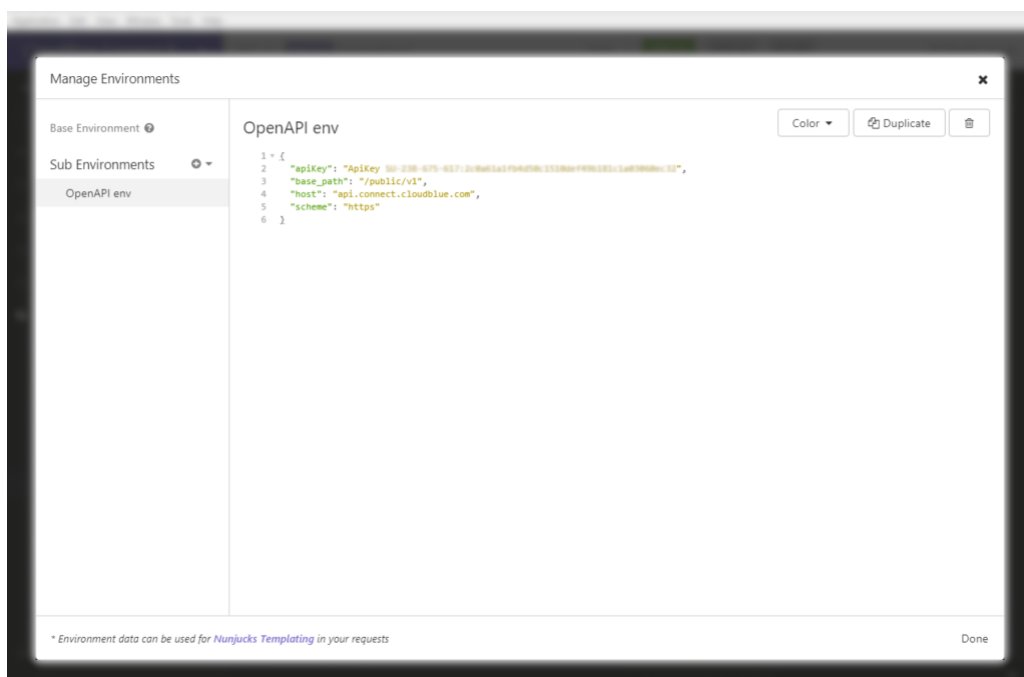 Manage Environments
Base Environment
Sub Environments
OpenAPI env
OpenAPI env
Color
Duplicate
1 {
2 "apiKey": "ApiKey ",
3 "base_path": "/public/v1",
4 "host": "api.connect.cloudblue.com",
5 "scheme": "https"
6 }
* Environment data can be used for Nunjucks Templating in your requests
Done